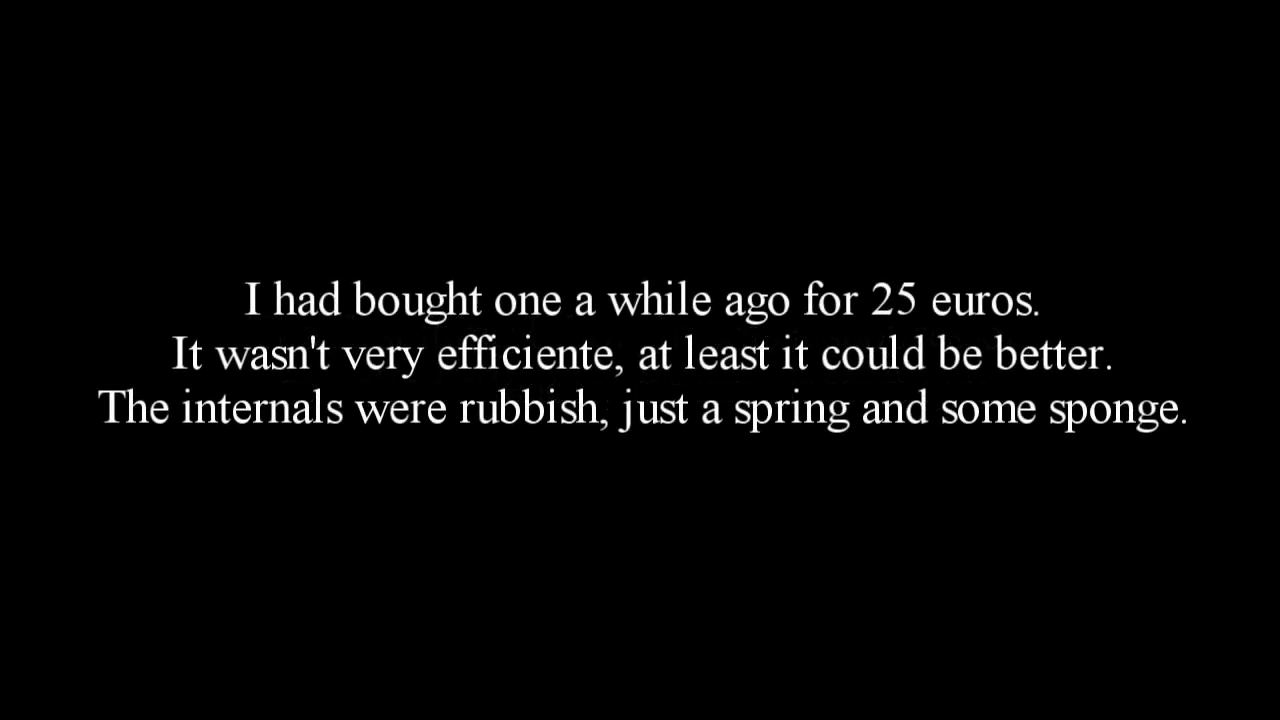 I had bought one a while ago for 25 euros.
It wasn't very efficiente, at least it could be better.
The internals were rubbish, just a spring and some sponge.